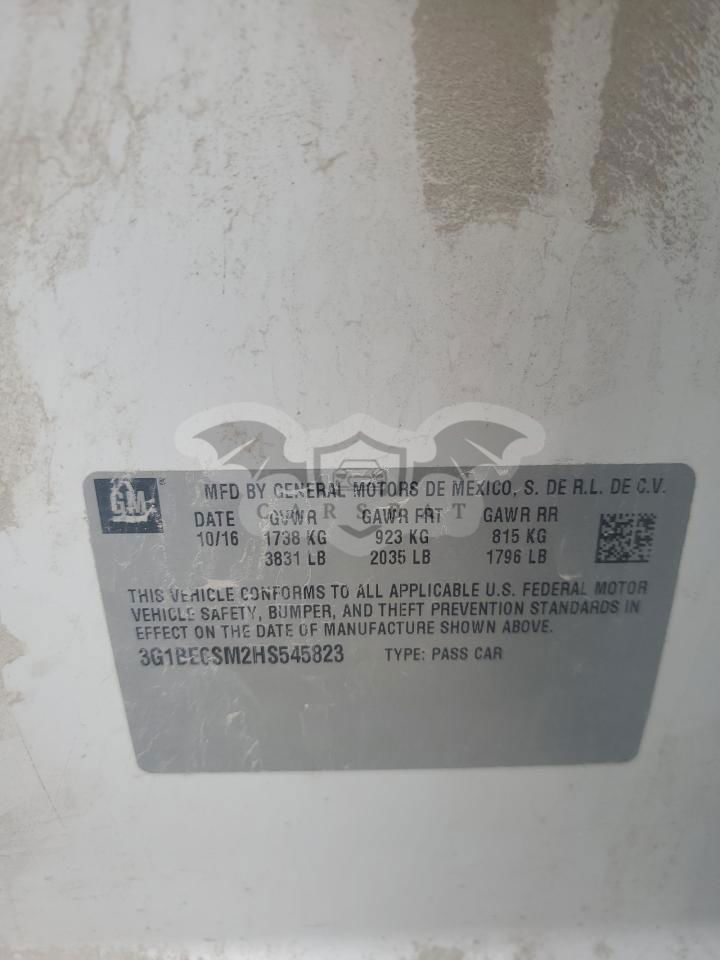 GM
MFD BY GENERAL MOTORS DE MEXICO, S. DE R.L. DE C.V.
CARSOUT
DATE GVWR GAWR FRT GAWR RR
10/16 1738 KG 923 KG 815 KG
3831 LB 2035 LB 1796 LB
THIS VEHICLE CONFORMS TO ALL APPLICABLE U.S. FEDERAL MOTOR
VEHICLE SAFETY, BUMPER, AND THEFT PREVENTION STANDARDS IN
EFFECT ON THE DATE OF MANUFACTURE SHOWN ABOVE.
3G1BE6SM2HS545823 TYPE: PASS CAR